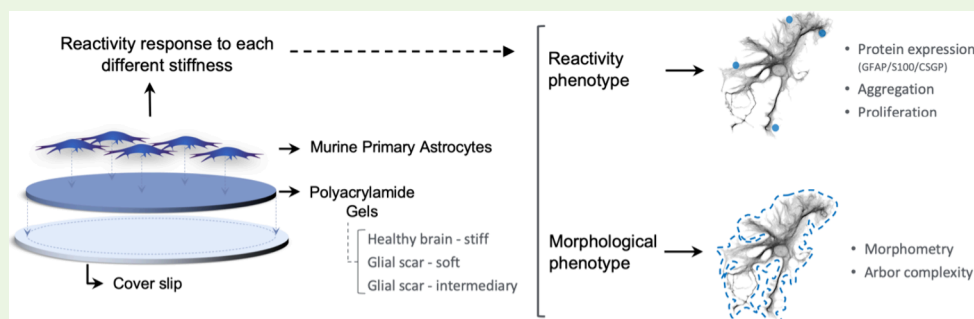 Reactivity response to each
different stiffness
Murine Primary Astrocytes
Polyacrylamide
Gels
Healthy brain - stiff
Glial scar - soft
Glial scar - intermediary
Cover slip
Reactivity
phenotype
• Protein expression
(GFAP/S100/CSGP)
• Aggregation
• Proliferation
Morphological
phenotype
• Morphometry
• Arbor complexity